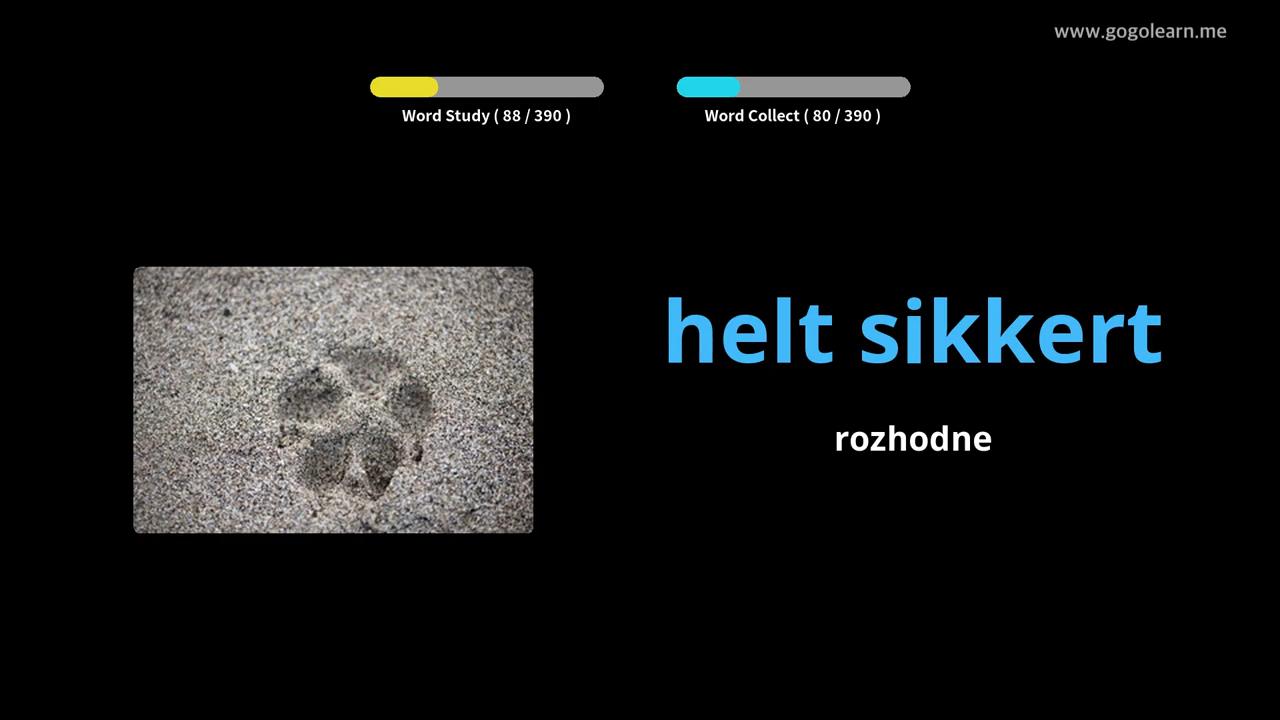 www.gogolearn.me
Word Study ( 88 / 390 )
Word Collect ( 80 / 390 )
helt sikkert
rozhodne